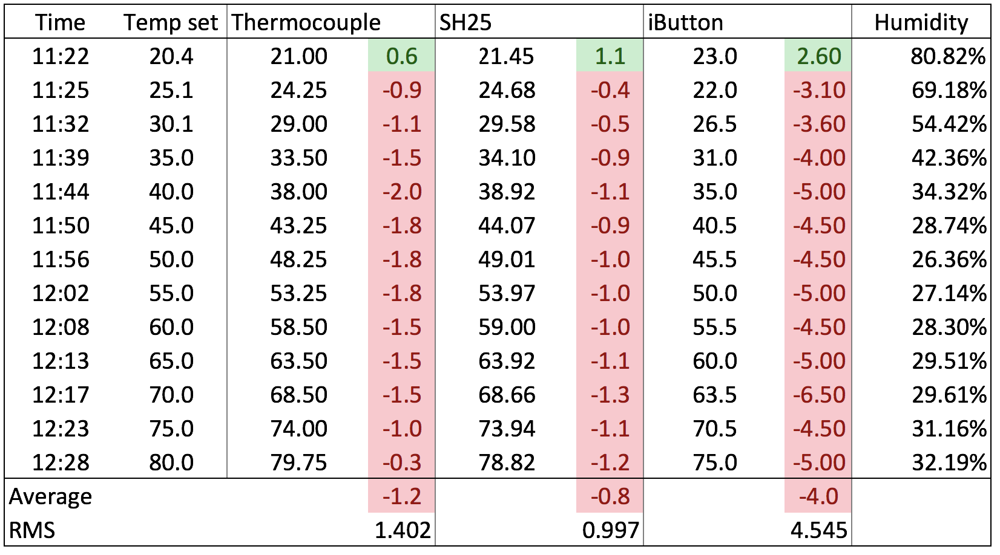 Time Temp set Thermocouple SH25 iButton Humidity
11:22 20.4 21.00 0.6 21.45 1.1 23.0 2.60 80.82%
11:25 25.1 24.25 -0.9 24.68 -0.4 22.0 -3.10 69.18%
11:32 30.1 29.00 -1.1 29.58 -0.5 26.5 -3.60 54.42%
11:39 35.0 33.50 -1.5 34.10 -0.9 31.0 -4.00 42.36%
11:44 40.0 38.00 -2.0 38.92 -1.1 35.0 -5.00 34.32%
11:50 45.0 43.25 -1.8 44.07 -0.9 40.5 -4.50 28.74%
11:56 50.0 48.25 -1.8 49.01 -1.0 45.5 -4.50 26.36%
12:02 55.0 53.25 -1.8 53.97 -1.0 50.0 -5.00 27.14%
12:08 60.0 58.50 -1.5 59.00 -1.0 55.5 -4.50 28.30%
12:13 65.0 63.50 -1.5 63.92 -1.1 60.0 -5.00 29.51%
12:17 70.0 68.50 -1.5 68.66 -1.3 63.5 -6.50 29.61%
12:23 75.0 74.00 -1.0 73.94 -1.1 70.5 -4.50 31.16%
12:28 80.0 79.75 -0.3 78.82 -1.2 75.0 -5.00 32.19%
Average -1.2 -0.8 -4.0
RMS 1.402 0.997 4.545